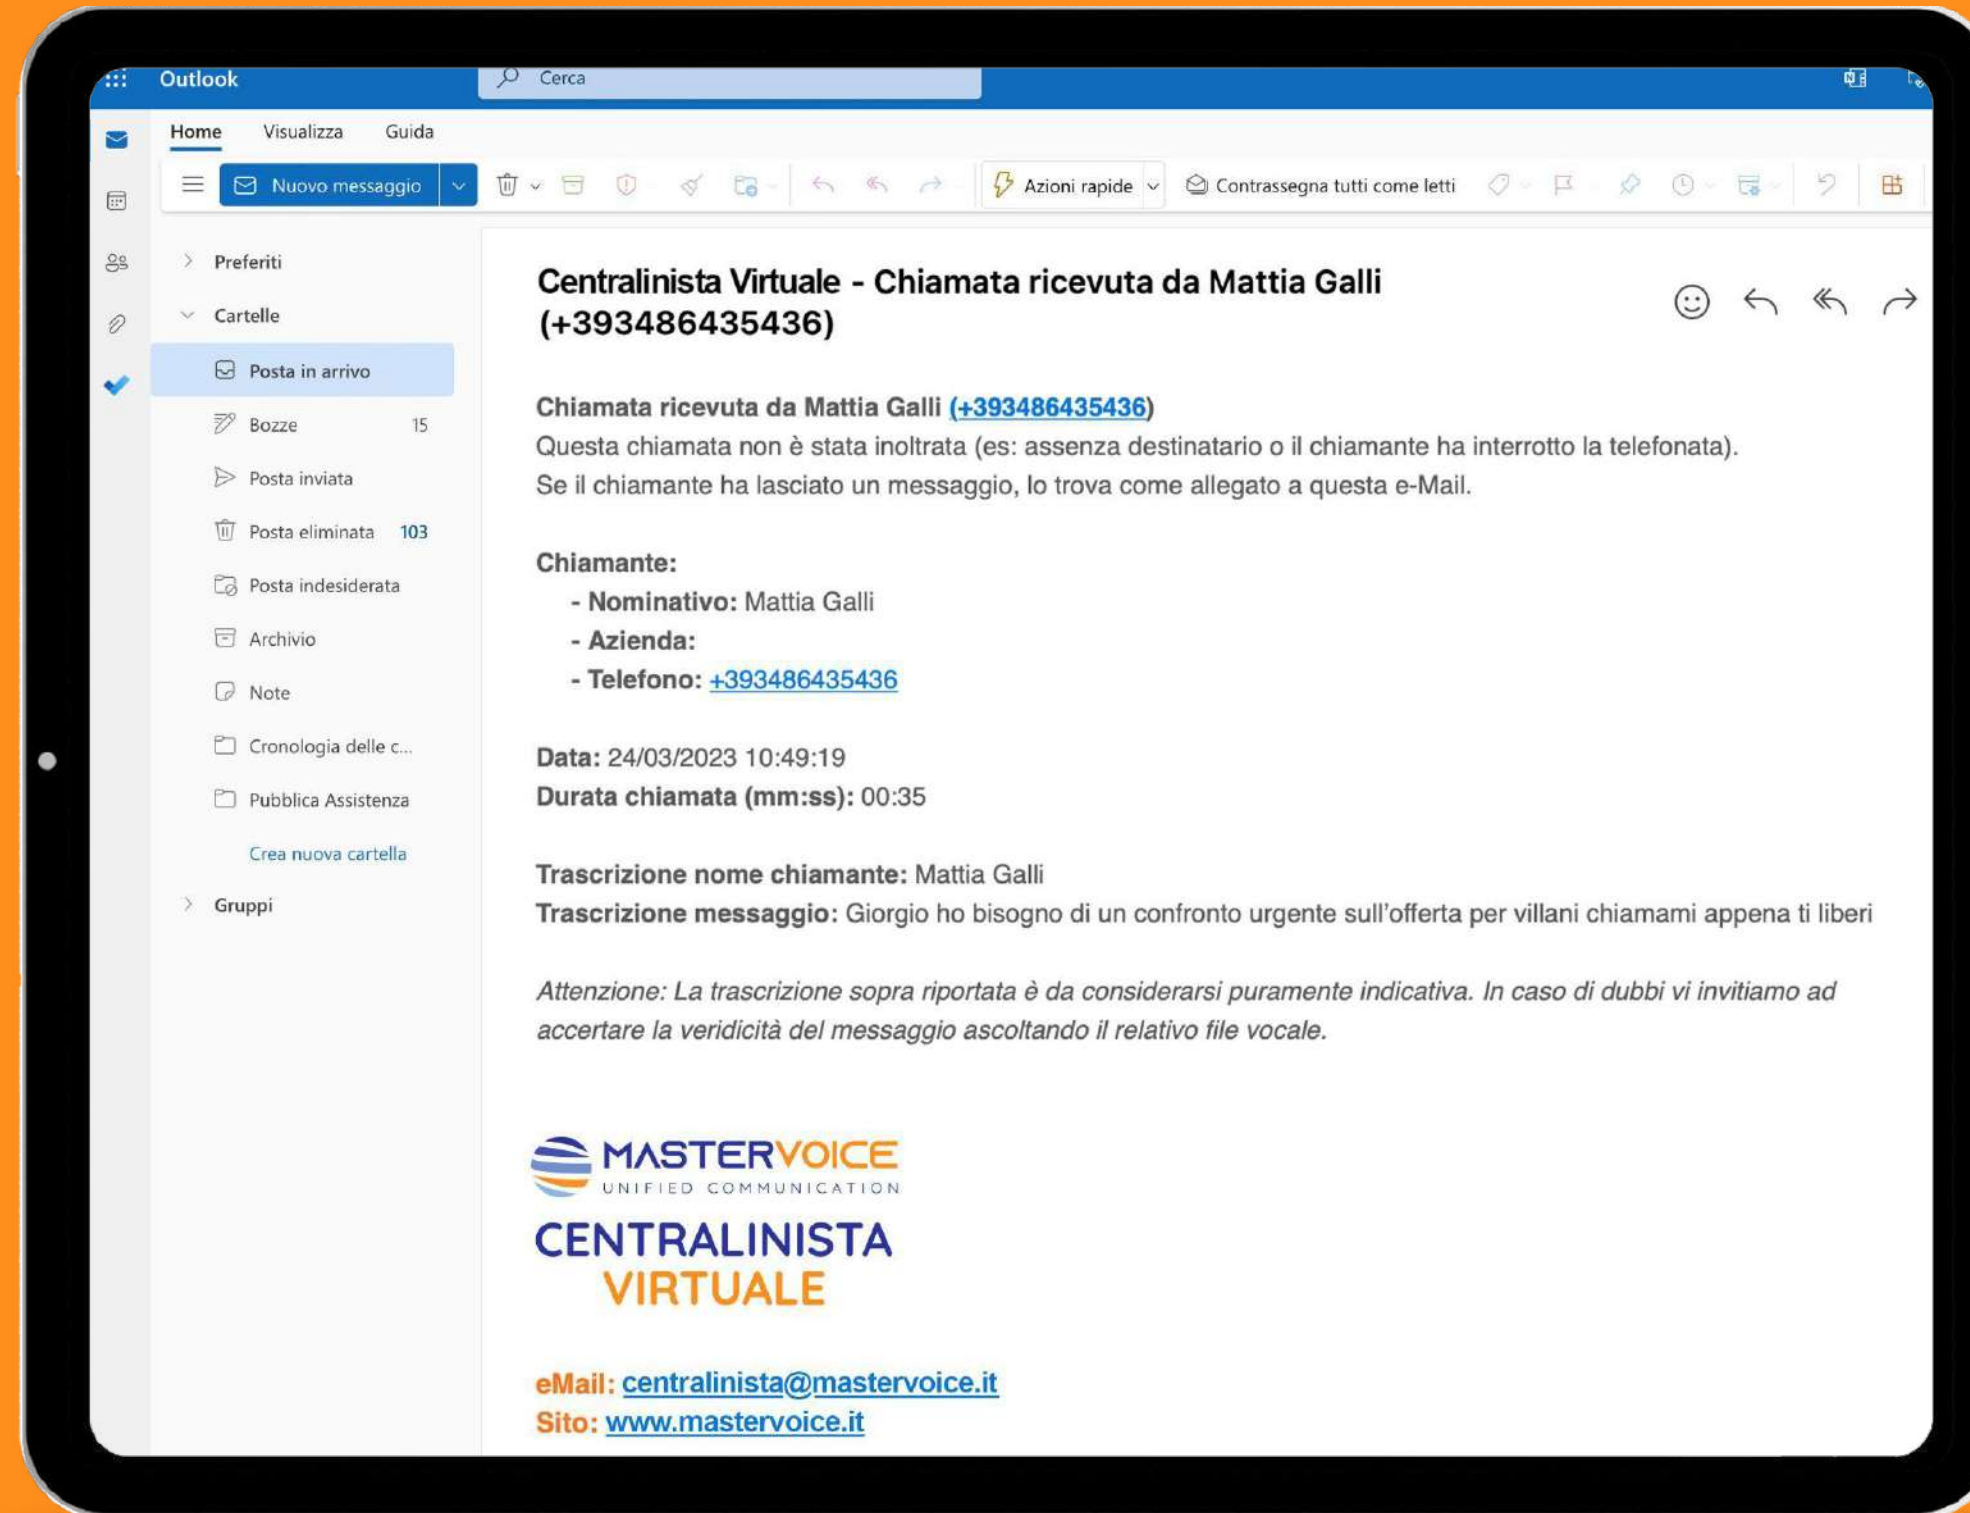 Outlook
Cerca
Home Visualizza Guida
Nuovo messaggio
Azioni rapide
Contrassegna tutti come letti
Preferiti
Cartelle
Posta in arrivo
Bozze 15
Posta inviata
Posta eliminata 103
Posta indesiderata
Archivio
Note
Cronologia delle c...
Pubblica Assistenza
Crea nuova cartella
Gruppi
Centralinista Virtuale - Chiamata ricevuta da Mattia Galli
(+393486435436)
Chiamata ricevuta da Mattia Galli (+393486435436)
Questa chiamata non è stata inoltrata (es: assenza destinatario o il chiamante ha interrotto la telefonata).
Se il chiamante ha lasciato un messaggio, lo trova come allegato a questa e-Mail.
Chiamante:
- Nominativo: Mattia Galli
- Azienda:
- Telefono: +393486435436
Data: 24/03/2023 10:49:19
Durata chiamata (mm:ss): 00:35
Trascrizione nome chiamante: Mattia Galli
Trascrizione messaggio: Giorgio ho bisogno di un confronto urgente sull'offerta per villani chiamami appena ti liberi
Attenzione: La trascrizione sopra riportata è da considerarsi puramente indicativa. In caso di dubbi vi invitiamo ad
accertare la veridicità del messaggio ascoltando il relativo file vocale.
MASTERVOICE
UNIFIED COMMUNICATION
CENTRALINISTA
VIRTUALE
eMail: centralinista@mastervoice.it
Sito: www.mastervoice.it